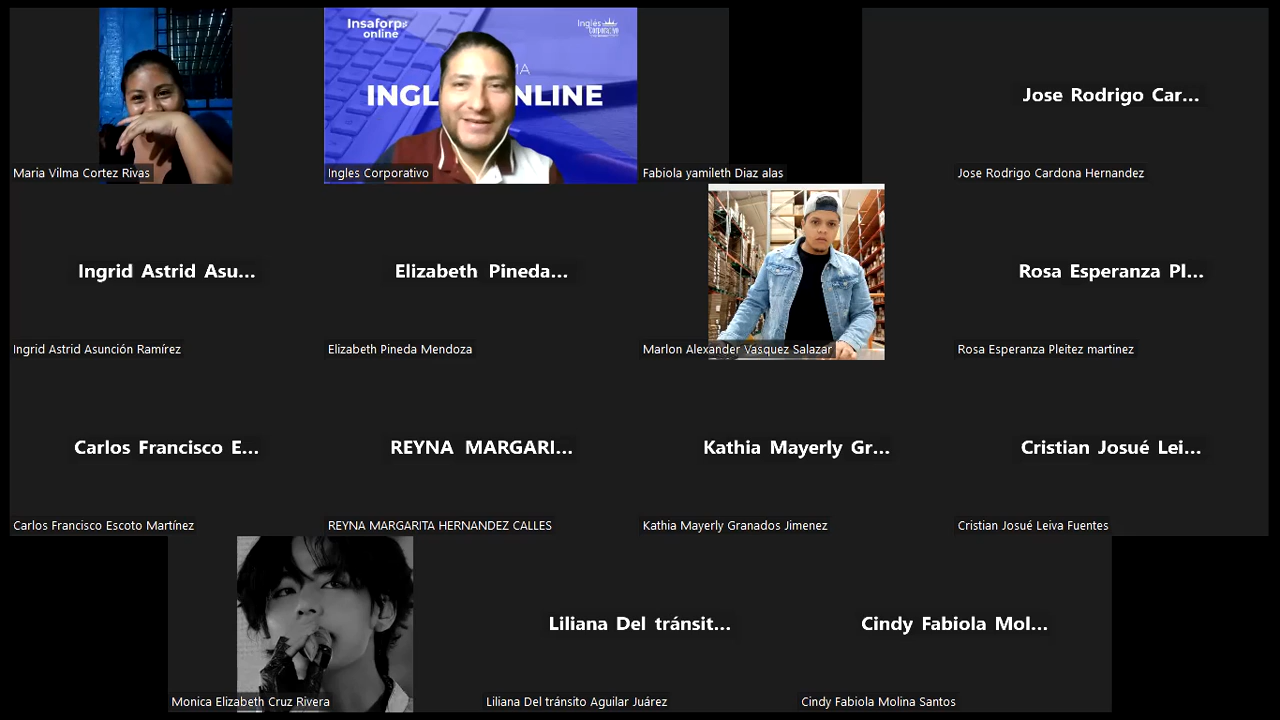 Insaforp
online
Inglés
Corporativo
MA
INGL NLINE
Jose Rodrigo Car...
Maria Vilma Cortez Rivas
Ingles Corporativo
Fabiola yamileth Diaz alas
Jose Rodrigo Cardona Hernandez
Ingrid Astrid Asu...
Elizabeth Pineda...
Rosa Esperanza Pl...
Ingrid Astrid Asunción Ramírez
Elizabeth Pineda Mendoza
Marlon Alexander Vasquez Salazar
Rosa Esperanza Pleitez martinez
Carlos Francisco E...
REYNA MARGARI...
Kathia Mayerly Gr...
Cristian Josué Lei...
Carlos Francisco Escoto Martínez
REYNA MARGARITA HERNANDEZ CALLES
Kathia Mayerly Granados Jimenez
Cristian Josué Leiva Fuentes
Liliana Del tránsit...
Cindy Fabiola Mol...
Monica Elizabeth Cruz Rivera
Liliana Del tránsito Aguilar Juárez
Cindy Fabiola Molina Santos